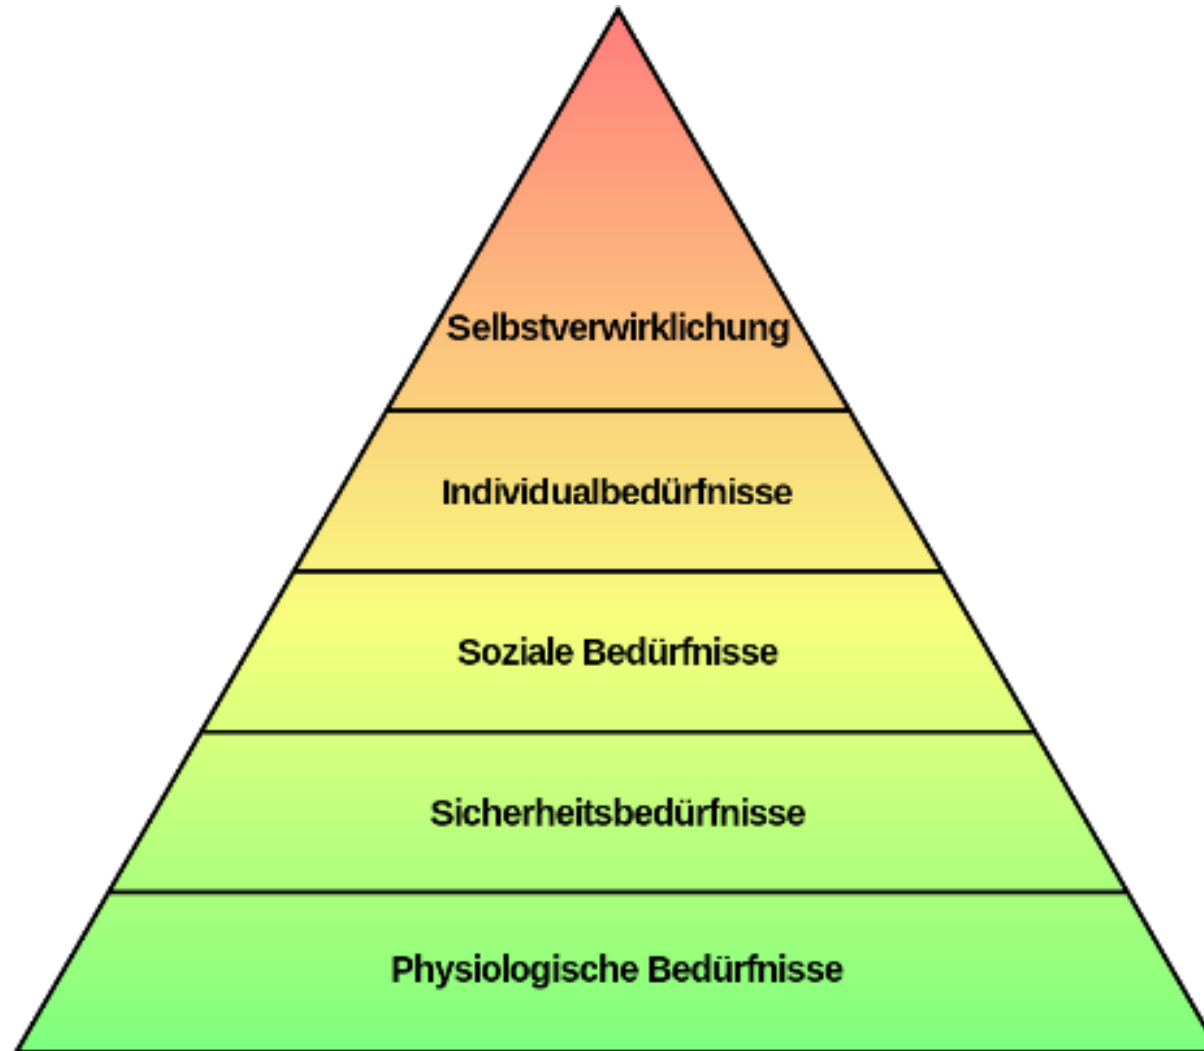 Selbstverwirklichung
Individualbedürfnisse
Soziale Bedürfnisse
Sicherheitsbedürfnisse
Physiologische Bedürfnisse